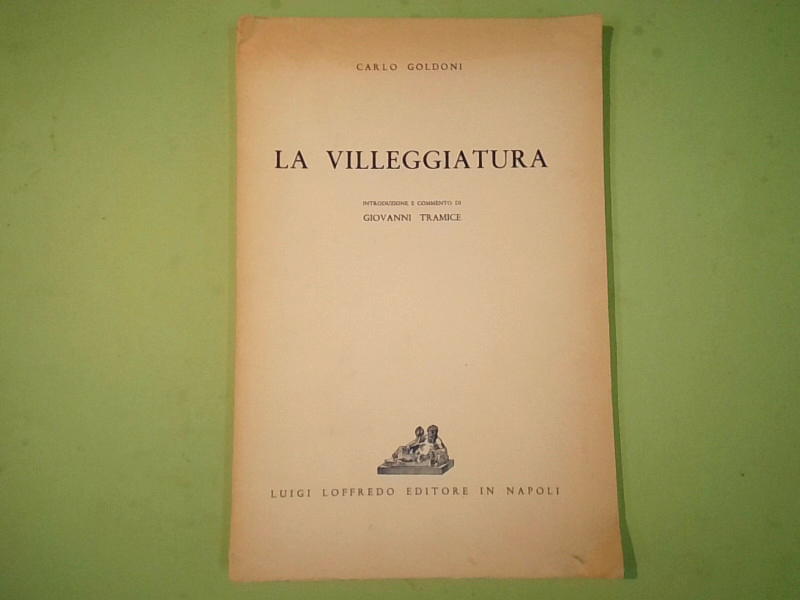 CARLO GOLDONI
LA VILLEGGIATURA
INTRODUZIONE E COMMENTO DI
GIOVANNI TRAMICE
LUIGI LOFFREDO EDITORE IN NAPOLI